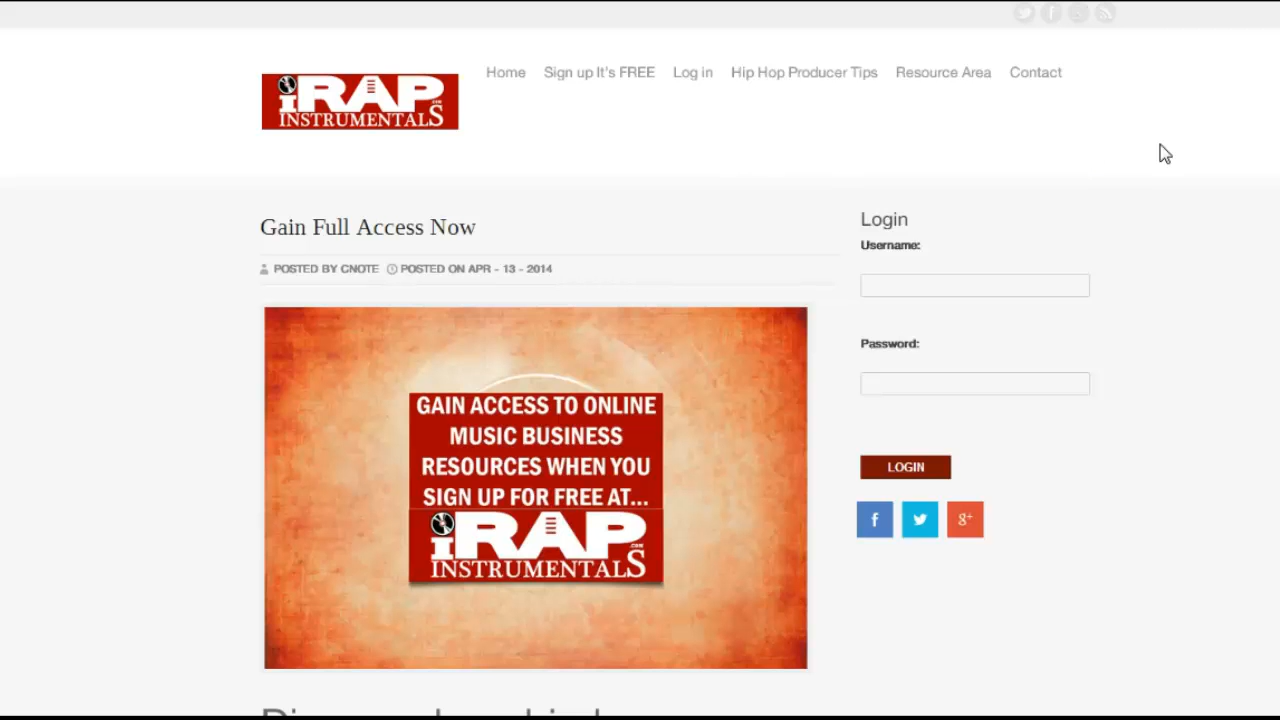 iRAP.com
INSTRUMENTALS
Home Sign up It's FREE Log in Hip Hop Producer Tips Resource Area Contact
Gain Full Access Now
POSTED BY CNOTE POSTED ON APR - 13 - 2014
GAIN ACCESS TO ONLINE
MUSIC BUSINESS
RESOURCES WHEN YOU
SIGN UP FOR FREE AT...
iRAP.com
INSTRUMENTALS
Login
Username:
Password:
LOGIN
f g+